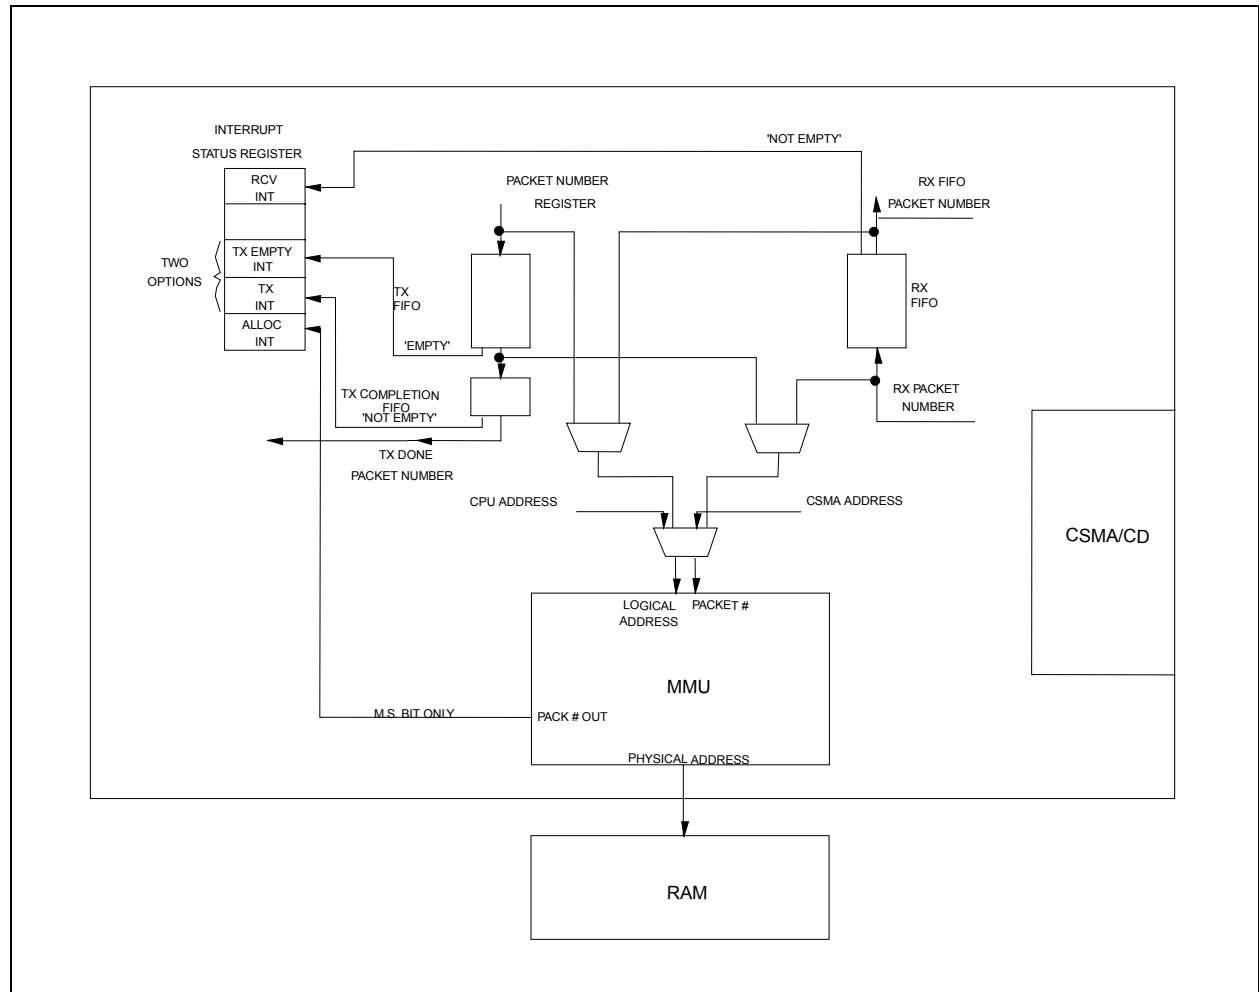 INTERRUPT
STATUS REGISTER
RCV
INT
TX EMPTY
INT
TX
INT
ALLOC
INT
TWO
OPTIONS
'NOT EMPTY'
PACKET NUMBER
REGISTER
RX FIFO
PACKET NUMBER
TX
FIFO
RX
FIFO
'EMPTY'
TX COMPLETION
FIFO
'NOT EMPTY'
TX DONE
PACKET NUMBER
RX PACKET
NUMBER
CPU ADDRESS
CSMA ADDRESS
CSMA/CD
LOGICAL
ADDRESS
PACKET #
MMU
M.S. BIT ONLY
PACK # OUT
PHYSICAL ADDRESS
RAM